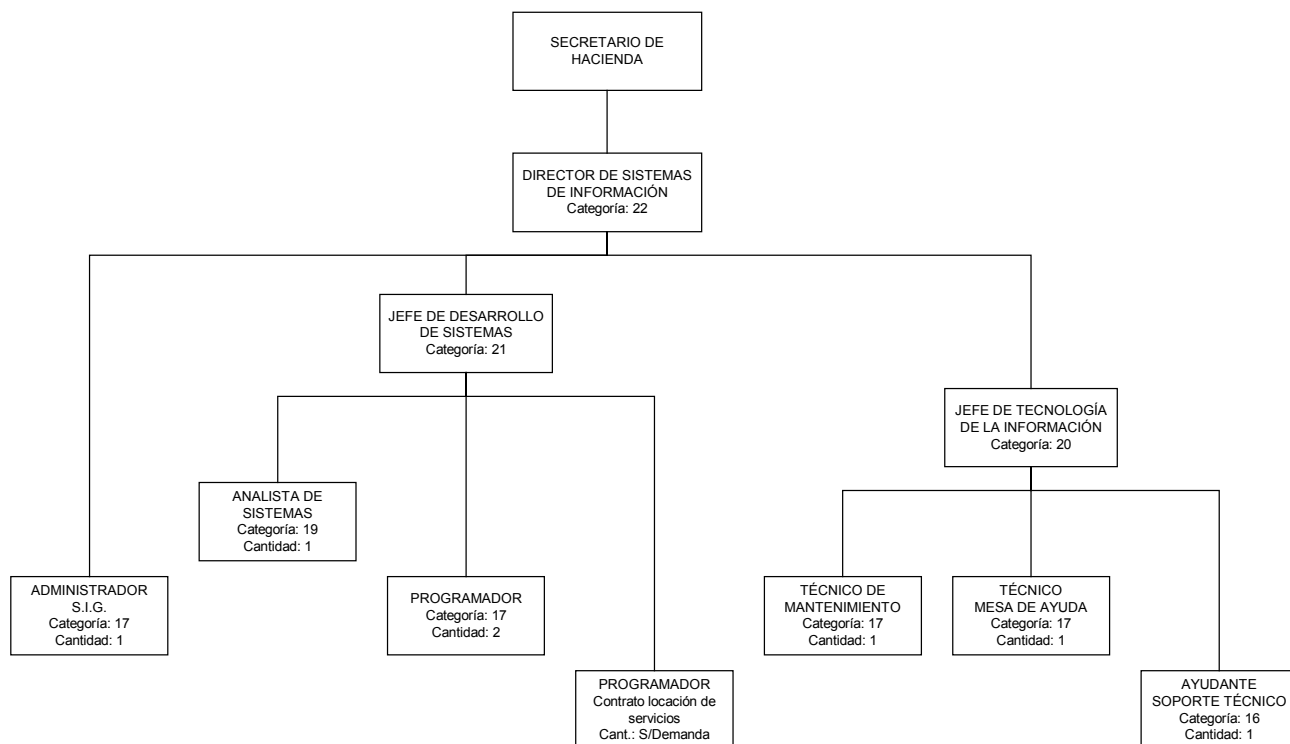 SECRETARIO DE
HACIENDA
DIRECTOR DE SISTEMAS
DE INFORMACIÓN
Categoría: 22
JEFE DE DESARROLLO
DE SISTEMAS
Categoría: 21
JEFE DE TECNOLOGÍA
DE LA INFORMACIÓN
Categoría: 20
ANALISTA DE
SISTEMAS
Categoría: 19
Cantidad: 1
ADMINISTRADOR
S.I.G.
Categoría: 17
Cantidad: 1
PROGRAMADOR
Categoría: 17
Cantidad: 2
TÉCNICO DE
MANTENIMIENTO
Categoría: 17
Cantidad: 1
TÉCNICO
MESA DE AYUDA
Categoría: 17
Cantidad: 1
PROGRAMADOR
Contrato locación de
servicios
Cant.: S/Demanda
AYUDANTE
SOPORTE TÉCNICO
Categoría: 16
Cantidad: 1